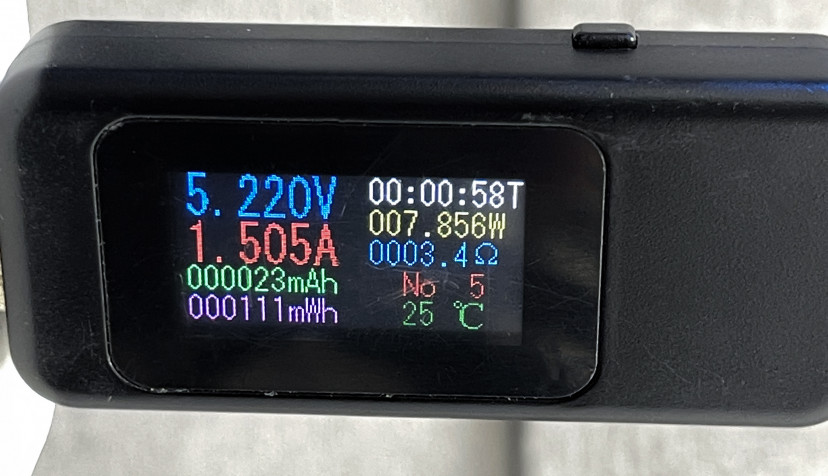 5.220V
1.505A
000023mAh
000111mWh
00:00:58T
007.856W
0003.4Ω
No 5
25 ℃